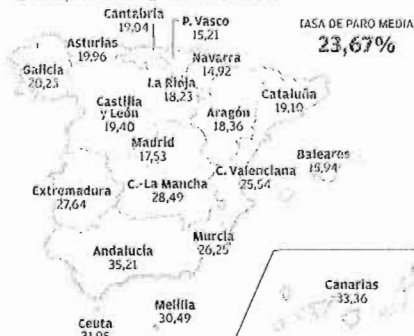 TASA DE PARO MEDIA
23,67%
Cantabria
19,04
P. Vasco
15,21
Asturias
19,96
Navarra
14,92
Galicia
20,23
La Rioja
18,23
Cataluña
19,10
Castilla
y León
19,40
Aragón
18,36
Madrid
17,53
Baleares
C. Valenciana
25,54
Extremadura
27,64
C.-La Mancha
28,49
Murcia
26,25
Andalucía
35,21
Canarias
33,36
Melilla
30,49
Ceuta